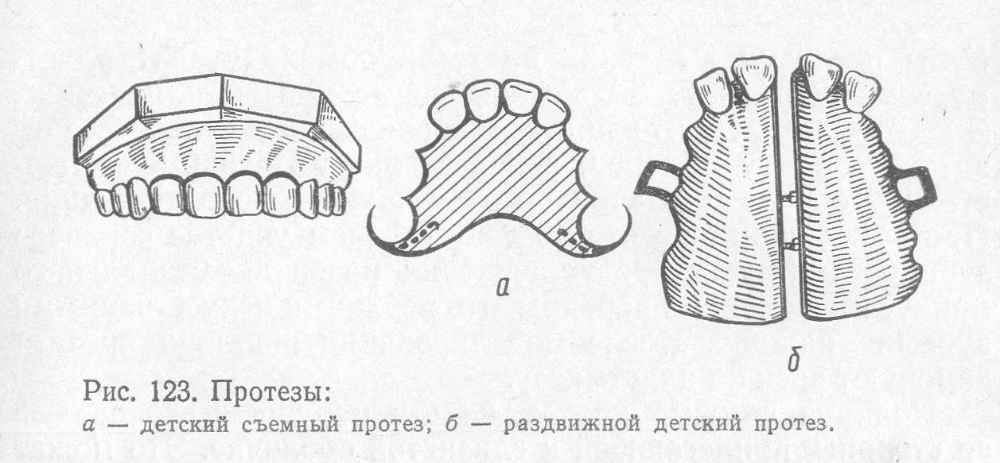 а
б
Рис. 123. Протезы:
а — детский съемный протез; б — раздвижной детский протез.